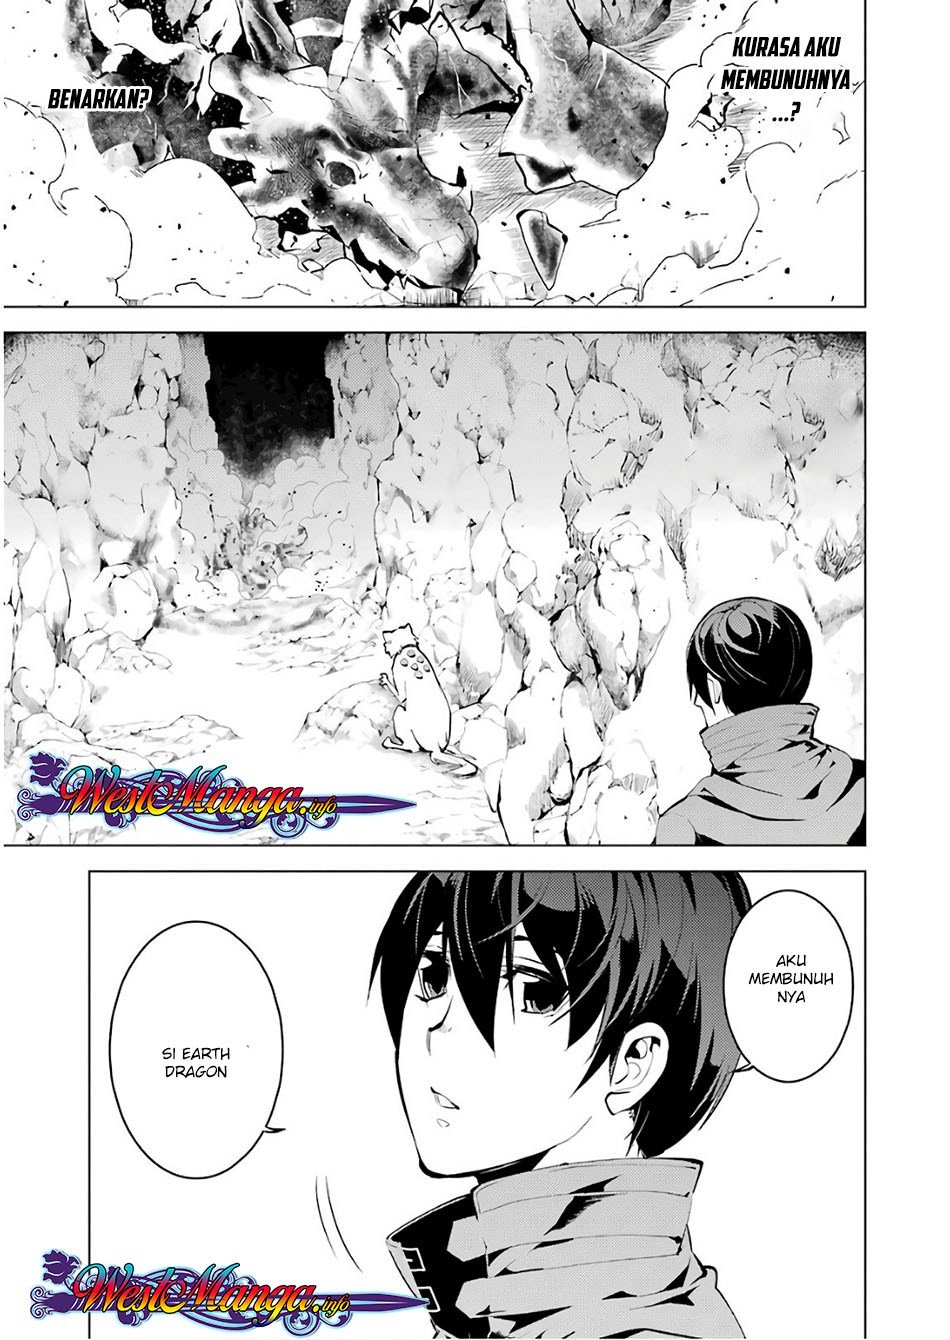 KURASA AKU
MEMBUNUHNYA
...?
BENARKAN?
WestManga.info
AKU
MEMBUNUH
NYA
SI EARTH
DRAGON
WestManga.info